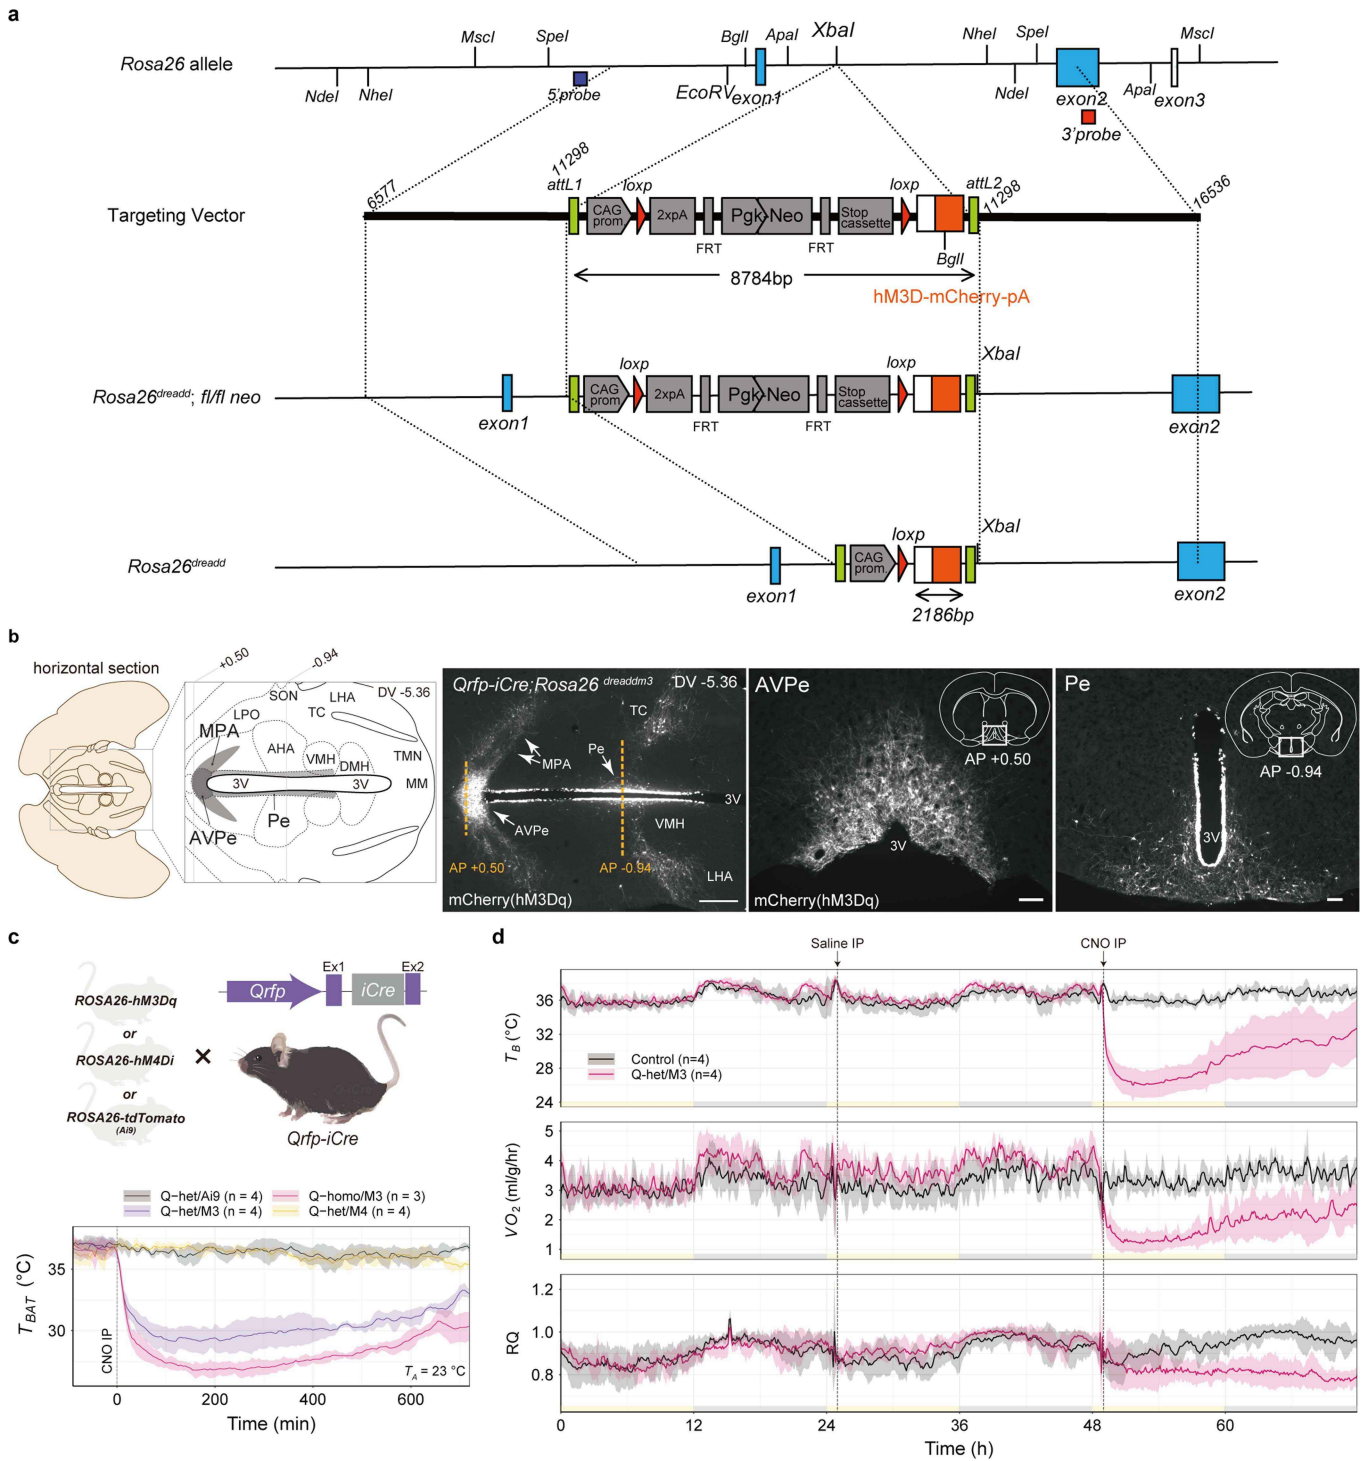 a
MscI SpeI BglI ApaI XbaI NheI SpeI MscI
Rosa26 allele
NdeI NheI 5'probe EcoRV exon1 NdeI exon2 ApaI exon3
3'probe
6577 11298 attL1 loxp loxp attL2 11298 16536
Targeting Vector
CAG prom. 2xpA Pgk-Neo Stop cassette
FRT FRT BglI
8784bp
hM3D-mCherry-pA
loxp loxp XbaI
Rosa26dreadd; fl/fl neo
CAG prom. 2xpA Pgk-Neo Stop cassette
exon1 FRT FRT exon2
loxp XbaI
Rosa26dreadd
CAG prom.
exon1 2186bp exon2
b
horizontal section
+0.50 -0.94
SON LHA DV -5.36
LPO TC
MPA
AHA VMH DMH TMN
3V 3V MM
AVPe Pe
Qrfp-iCre;Rosa26 dreaddm3 DV -5.36
TC
Pe
MPA
3V
AVPe VMH
AP +0.50 AP -0.94
LHA
mCherry(hM3Dq)
AVPe
AP +0.50
3V
mCherry(hM3Dq)
Pe
AP -0.94
3V
c
Ex1 Ex2
Qrfp iCre
ROSA26-hM3Dq
or
ROSA26-hM4Di
or
ROSA26-tdTomato
(Ai9)
×
Qrfp-iCre
Q-het/Ai9 (n = 4) Q-homo/M3 (n = 3)
Q-het/M3 (n = 4) Q-het/M4 (n = 4)
TBAT (°C)
35
30
CNO IP
TA = 23 °C
0 200 400 600
Time (min)
d
Saline IP CNO IP
TB (°C)
36
32
28
24
Control (n=4)
Q-het/M3 (n=4)
VO2 (ml/g/hr)
5
4
3
2
1
RQ
1.2
1.0
0.8
0 12 24 36 48 60
Time (h)